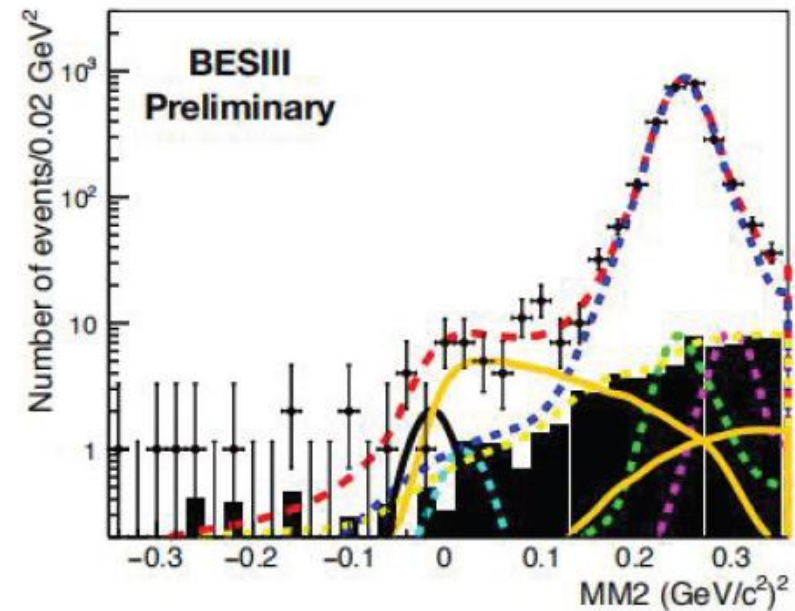 Number of events/0.02 GeV²
BESIII
Preliminary
10³
10²
10
1
−0.3 −0.2 −0.1 0 0.1 0.2 0.3
MM2 (GeV/c²)²